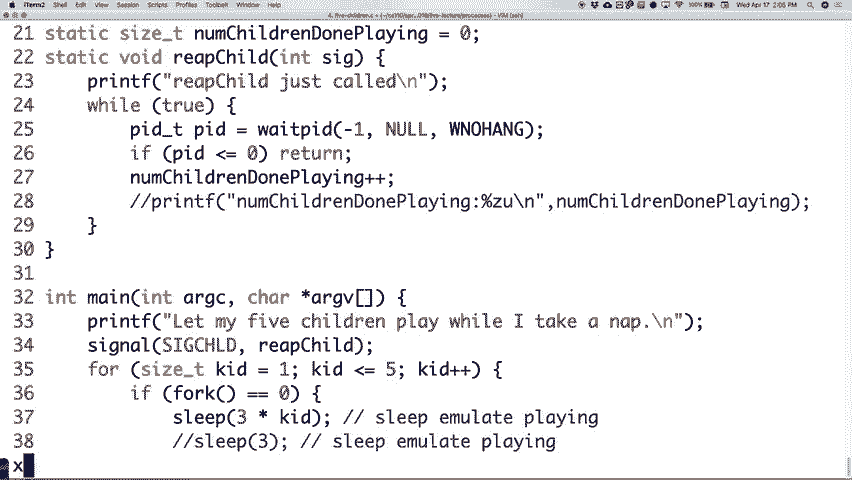 iTerm2 Shell Edit View Session Scripts Profiles Toolbelt Window Help 100% Wed Apr 17 2:05 PM
21 static size_t numChildrenDonePlaying = 0;
22 static void reapChild(int sig) {
23 printf("reapChild just called\n");
24 while (true) {
25 pid_t pid = waitpid(-1, NULL, WNOHANG);
26 if (pid <= 0) return;
27 numChildrenDonePlaying++;
28 //printf("numChildrenDonePlaying:%zu\n",numChildrenDonePlaying);
29 }
30 }
31
32 int main(int argc, char *argv[]) {
33 printf("Let my five children play while I take a nap.\n");
34 signal(SIGCHLD, reapChild);
35 for (size_t kid = 1; kid <= 5; kid++) {
36 if (fork() == 0) {
37 sleep(3 * kid); // sleep emulate playing
38 //sleep(3); // sleep emulate playing
x